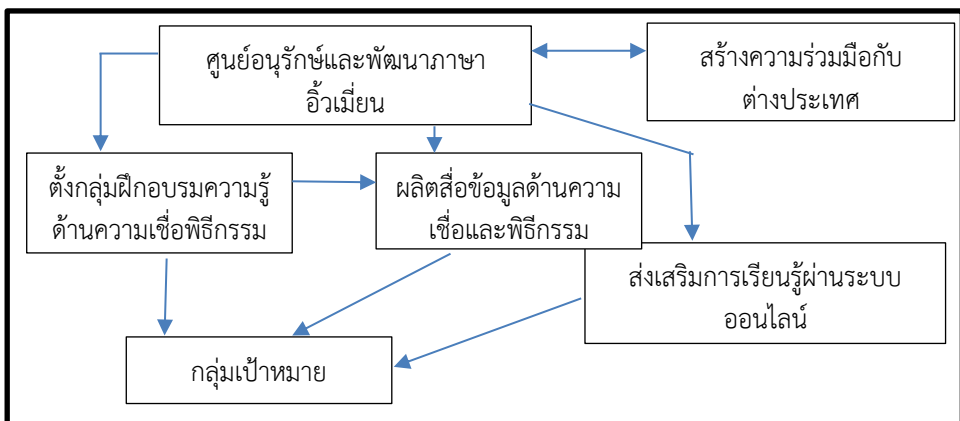 ศูนย์อนุรักษ์และพัฒนาภาษา
อิ้วเมี่ยน
สร้างความร่วมมือกับ
ต่างประเทศ
ตั้งกลุ่มฝึกอบรมความรู้
ด้านความเชื่อพิธีกรรม
ผลิตสื่อข้อมูลด้านความ
เชื่อและพิธีกรรม
ส่งเสริมการเรียนรู้ผ่านระบบ
ออนไลน์
กลุ่มเป้าหมาย